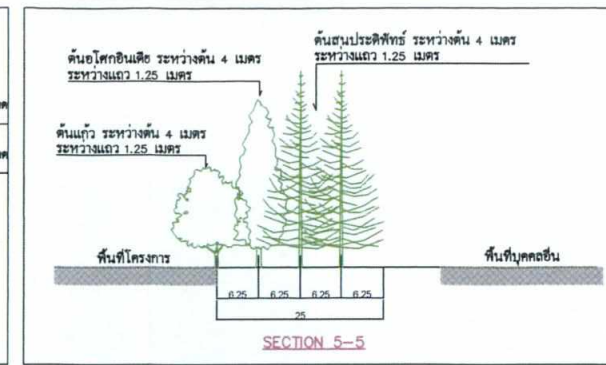 ต้นสนประดิพัทธ์ ระหว่างต้น 4 เมตร
ระหว่างแถว 1.25 เมตร
ต้นอโศกอินเดีย ระหว่างต้น 4 เมตร
ระหว่างแถว 1.25 เมตร
ต้นแก้ว ระหว่างต้น 4 เมตร
ระหว่างแถว 1.25 เมตร
พื้นที่โครงการ
พื้นที่บุคคลอื่น
6.25 6.25 6.25 6.25
25
SECTION 5-5